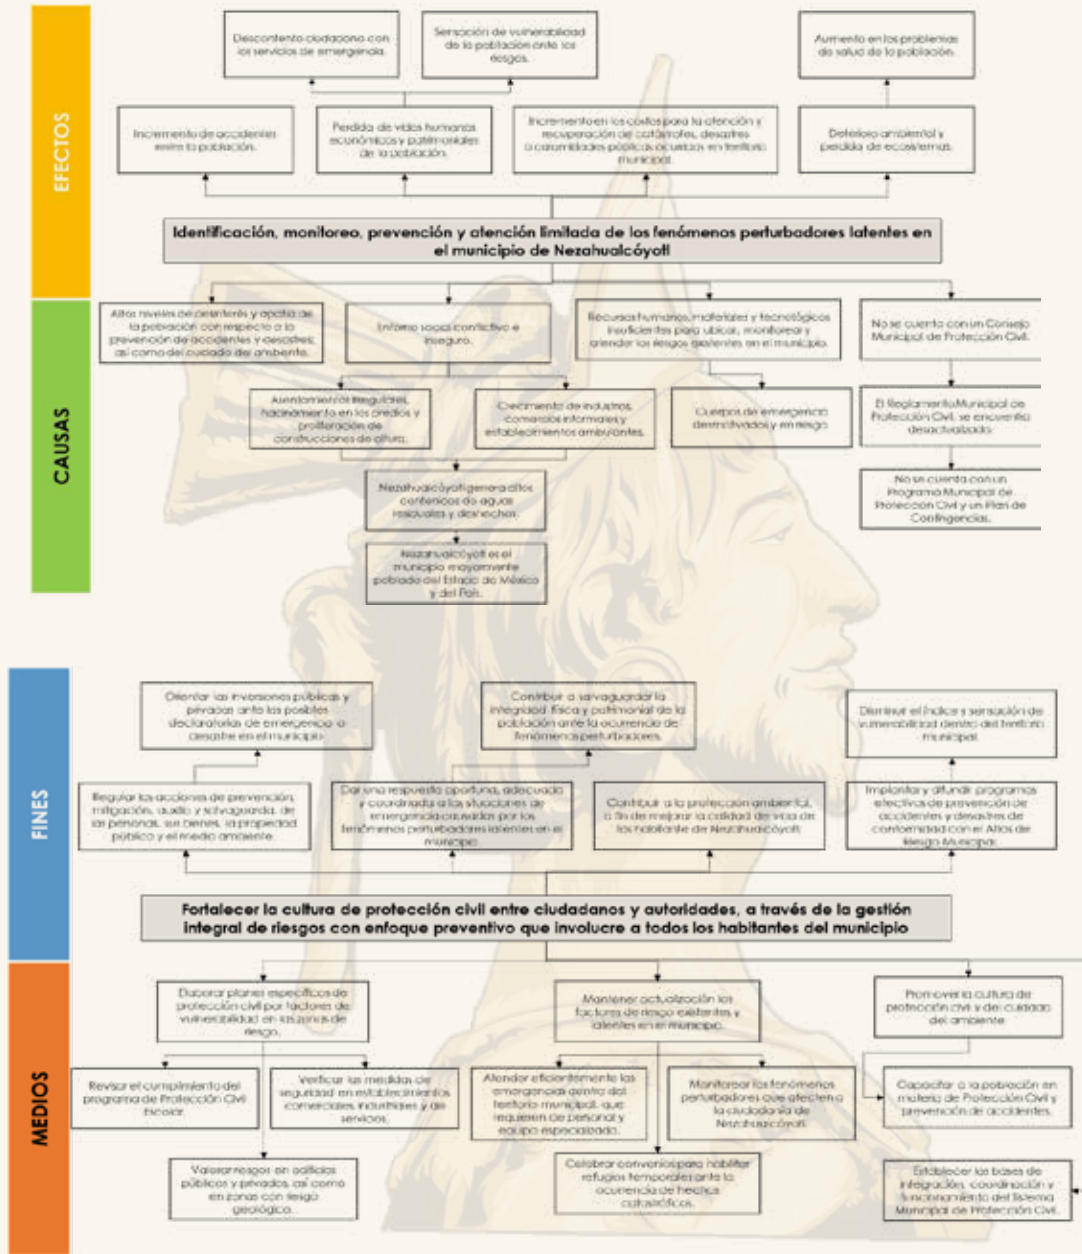 EFECTOS
Descontento ciudadano con
los servicios de emergencia.
Sensación de vulnerabilidad
de la población ante los
riesgos.
Aumento en los problemas
de salud de la población.
Incremento de accidentes
entre la población.
Perdida de vidas humanas
económicos y patrimoniales
de la población.
Incremento en los costos para la atención y
recuperación de catástrofes, desastres
o calamidades públicas ocurridas en territorio
municipal.
Deterioro ambiental y
perdida de ecosistemas.
Identificación, monitoreo, prevención y atención limitada de los fenómenos perturbadores latentes en
el municipio de Nezahualcóyotl
CAUSAS
Altos niveles de desinterés y apatía de
la población con respecto a la
prevención de accidentes y desastres;
así como del cuidado del ambiente.
Entorno social conflictivo e
inseguro.
Recursos humanos, materiales y tecnológicos
insuficientes para ubicar, monitorear y
atender los riesgos existentes en el municipio.
No se cuenta con un Consejo
Municipal de Protección Civil.
Asentamientos irregulares,
hacinamiento en los predios y
proliferación de
construcciones de altura.
Crecimiento de industrias,
comercios informales y
establecimientos ambulantes.
Cuerpos de emergencia
desmotivados y en riesgo
El Reglamento Municipal de
Protección Civil, se encuentra
desactualizado
Nezahualcóyotl genera altos
contenidos de aguas
residuales y deshechos.
No se cuenta con un
Programa Municipal de
Protección Civil y un Plan de
Contingencias.
Nezahualcóyotl es el
municipio mayormente
poblado del Estado de México
y del País.
FINES
Orientar las inversiones públicas y
privadas ante las posibles
declaratorias de emergencia o
desastre en el municipio
Contribuir a salvaguardar la
integridad física y patrimonial de la
población ante la ocurrencia de
fenómenos perturbadores.
Disminuir el índice y sensación de
vulnerabilidad dentro del territorio
municipal.
Regular las acciones de prevención,
mitigación, auxilio y salvaguarda, de
las personas, sus bienes, la propiedad
pública y el medio ambiente.
Dar una respuesta oportuna, adecuada
y coordinada a las situaciones de
emergencia causadas por los
fenómenos perturbadores latentes en el
municipio.
Contribuir a la protección ambiental,
a fin de mejorar la calidad de vida de
los habitante de Nezahualcóyotl
Implantar y difundir programas
efectivos de prevención de
accidentes y desastres de
conformidad con el Atlas de
Riesgo Municipal.
Fortalecer la cultura de protección civil entre ciudadanos y autoridades, a través de la gestión
integral de riesgos con enfoque preventivo que involucre a todos los habitantes del municipio
MEDIOS
Elaborar planes específicos de
protección civil por factores de
vulnerabilidad en las zonas de
riesgo.
Mantener actualización los
factores de riesgo existentes y
latentes en el municipio.
Promover la cultura de
protección civil y del cuidado
del ambiente
Revisar el cumplimiento del
programa de Protección Civil
Escolar.
Verificar las medidas de
seguridad en establecimientos
comerciales, industriales y de
servicios.
Atender eficientemente las
emergencias dentro del
territorio municipal, que
requieren de personal y
equipo especializado.
Monitorear los fenómenos
perturbadores que afecten a
la ciudadanía de
Nezahualcóyotl.
Capacitar a la población en
materia de Protección Civil y
prevención de accidentes.
Valorar riesgos en edificios
públicos y privados, así como
en zonas con riesgo
geológico.
Celebrar convenios para habilitar
refugios temporales ante la
ocurrencia de hechos
catastróficos.
Establecer las bases de
integración, coordinación y
funcionamiento del Sistema
Municipal de Protección Civil.